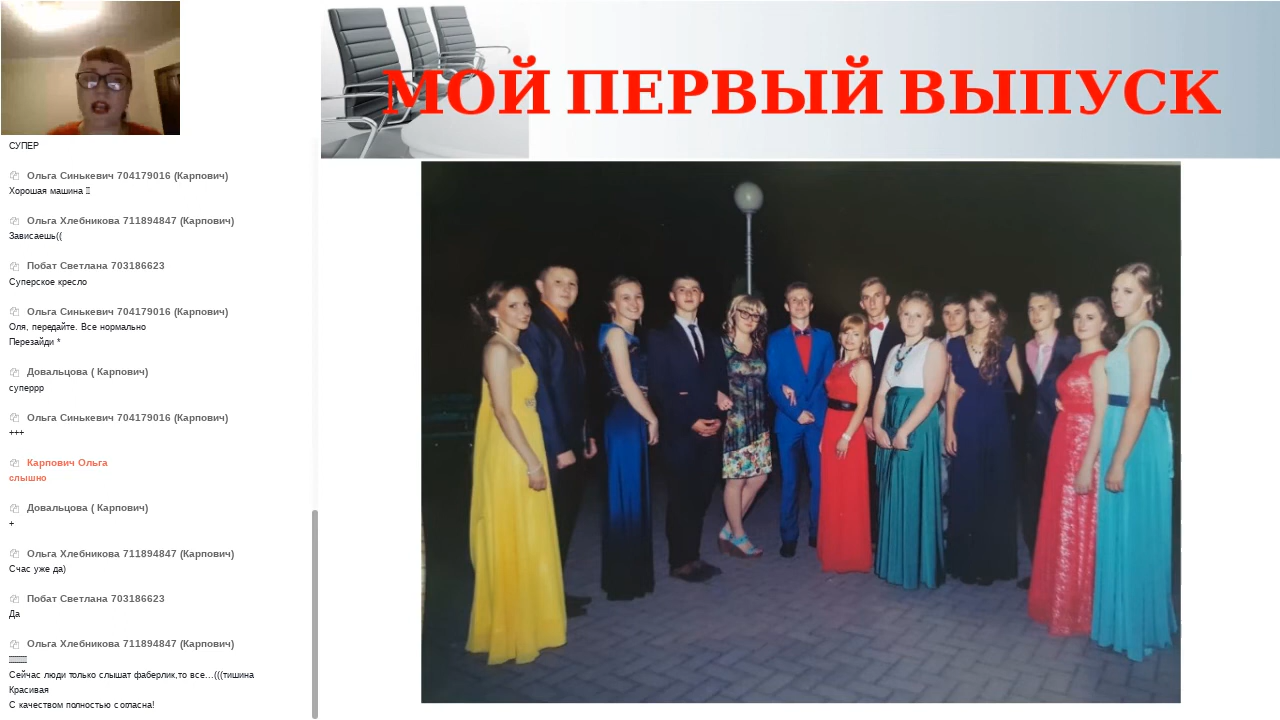 МОЙ ПЕРВЫЙ ВЫПУСК
СУПЕР
Ольга Синькевич 704179016 (Карпович)
Хорошая машина
Ольга Хлебникова 711894847 (Карпович)
Зависаешь((
Побат Светлана 703186623
Суперское кресло
Ольга Синькевич 704179016 (Карпович)
Оля, передайте. Все нормально
Перезайди *
Довальцова ( Карпович)
суперрр
Ольга Синькевич 704179016 (Карпович)
+++
Карпович Ольга
слышно
Довальцова ( Карпович)
+
Ольга Хлебникова 711894847 (Карпович)
Счас уже да)
Побат Светлана 703186623
Да
Ольга Хлебникова 711894847 (Карпович)
Сейчас люди только слышат фаберлик,то все...(((тишина
Красивая
С качеством полностью согласна!